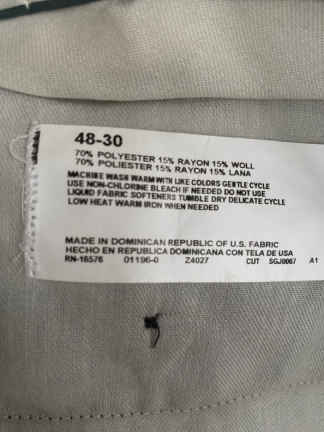 48-30
70% POLYESTER 15% RAYON 15% WOLL
70% POLIESTER 15% RAYON 15% LANA
MACHINE WASH WARM WITH LIKE COLORS GENTLE CYCLE
USE NON-CHLORINE BLEACH IF NEEDED DO NOT USE
LIQUID FABRIC SOFTENERS TUMBLE DRY DELICATE CYCLE
LOW HEAT WARM IRON WHEN NEEDED
MADE IN DOMINICAN REPUBLIC OF U.S. FABRIC
HECHO EN REPUBLICA DOMINICANA CON TELA DE USA
RN-16576 01196-0 Z4027 CUT SGJ0067 A1